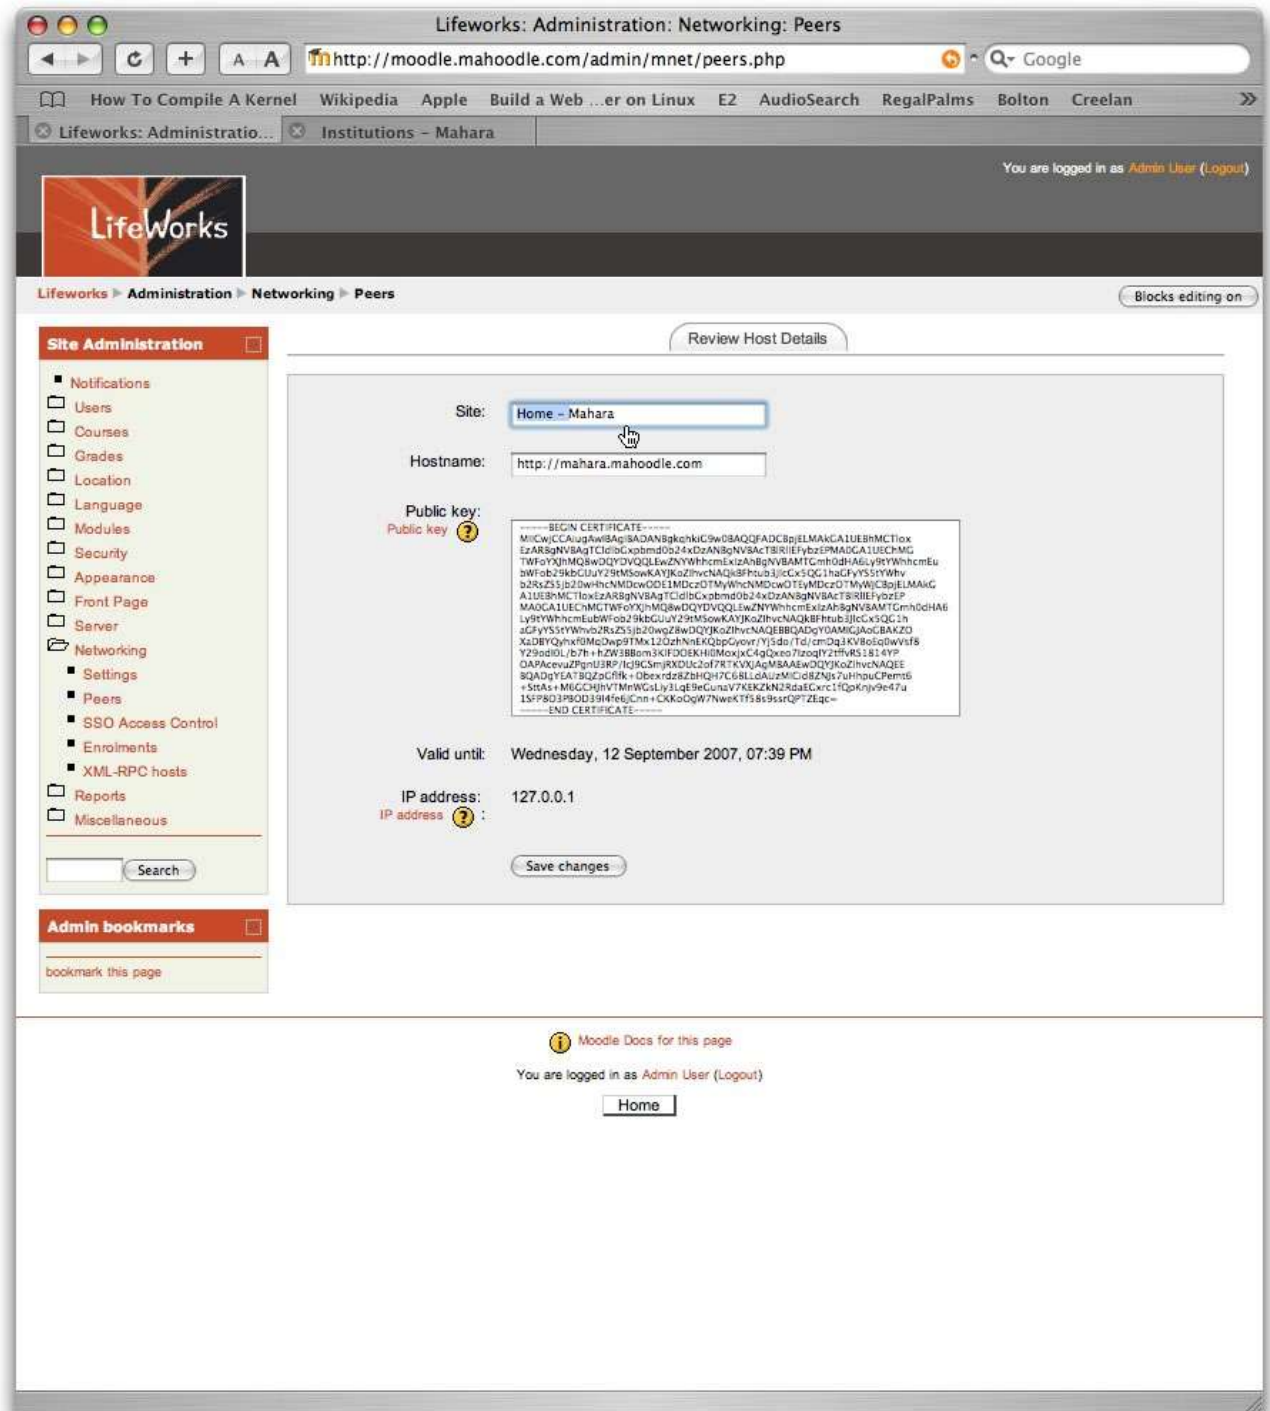 Lifeworks: Administration: Networking: Peers
A A http://moodle.mahoodle.com/admin/mnet/peers.php Google
How To Compile A Kernel Wikipedia Apple Build a Web ...er on Linux E2 AudioSearch RegalPalms Bolton Creelan
Lifeworks: Administratio... Institutions – Mahara
You are logged in as Admin User (Logout)
LifeWorks
Lifeworks Administration Networking Peers Blocks editing on
Site Administration
Notifications
Users
Courses
Grades
Location
Language
Modules
Security
Appearance
Front Page
Server
Networking
Settings
Peers
SSO Access Control
Enrolments
XML-RPC hosts
Reports
Miscellaneous
Search
Admin bookmarks
bookmark this page
Review Host Details
Site: Home – Mahara
Hostname: http://mahara.mahoodle.com
Public key:
Public key
-----BEGIN CERTIFICATE-----
-----END CERTIFICATE-----
Valid until: Wednesday, 12 September 2007, 07:39 PM
IP address: 127.0.0.1
IP address :
Save changes
Moodle Docs for this page
You are logged in as Admin User (Logout)
Home